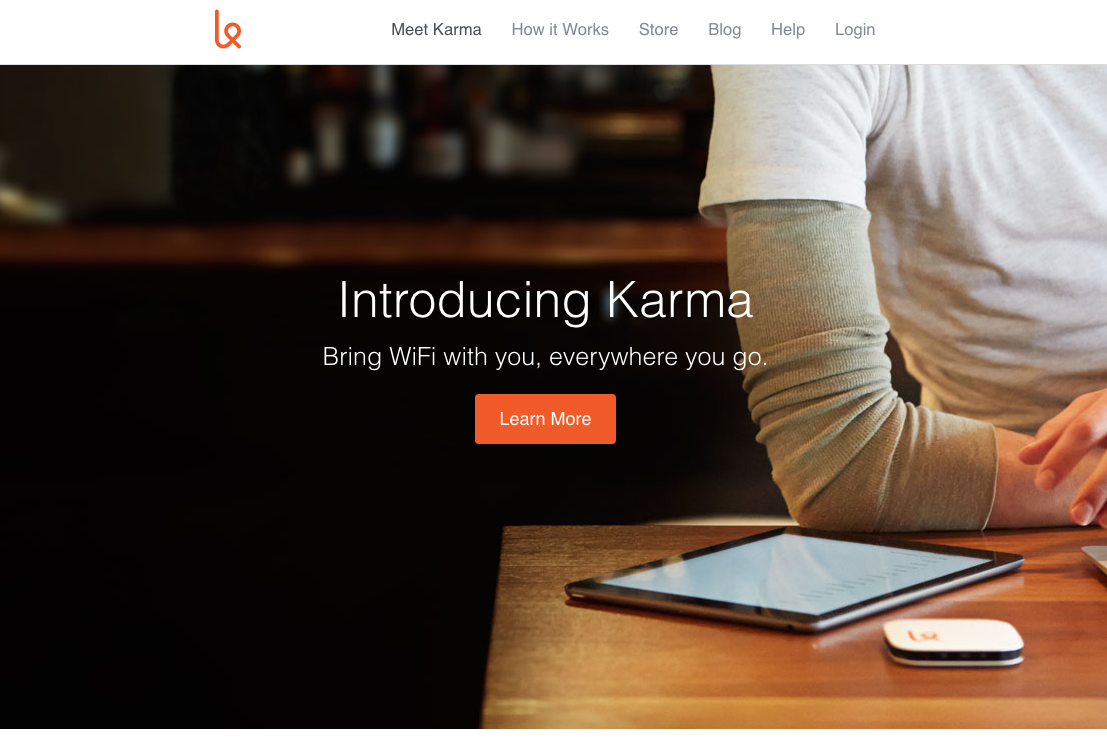 Meet Karma How it Works Store Blog Help Login
Introducing Karma
Bring WiFi with you, everywhere you go.
Learn More